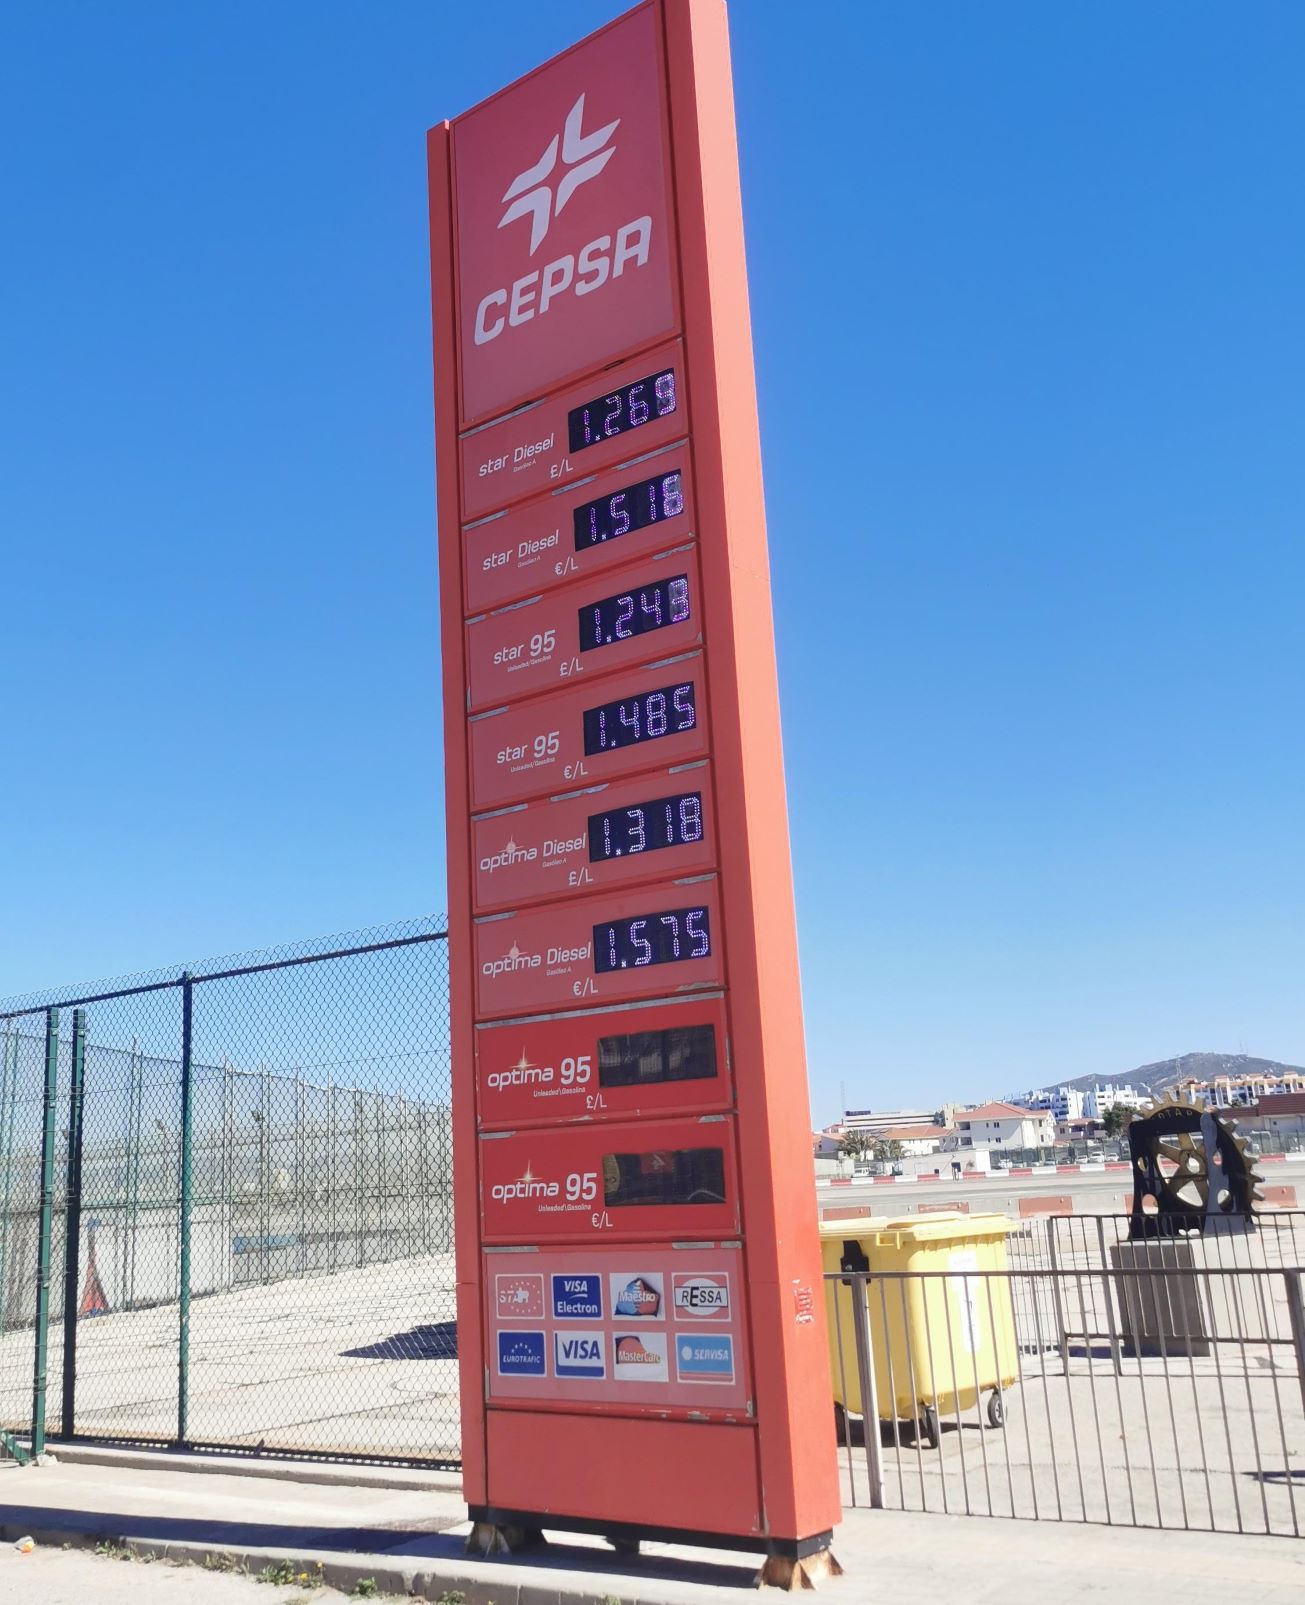 CEPSA
star Diesel
Gasóleo A
£/L
1.269
star Diesel
Gasóleo A
€/L
1.518
star 95
Unleaded/Gasolina
£/L
1.243
star 95
Unleaded/Gasolina
€/L
1.485
optima Diesel
Gasóleo A
£/L
1.318
optima Diesel
Gasóleo A
€/L
1.575
optima 95
Unleaded\Gasolina
£/L
optima 95
Unleaded\Gasolina
€/L
STAR
VISA
Electron
Maestro
RESSA
EUROTRAFIC
VISA
MasterCard
SERVISA